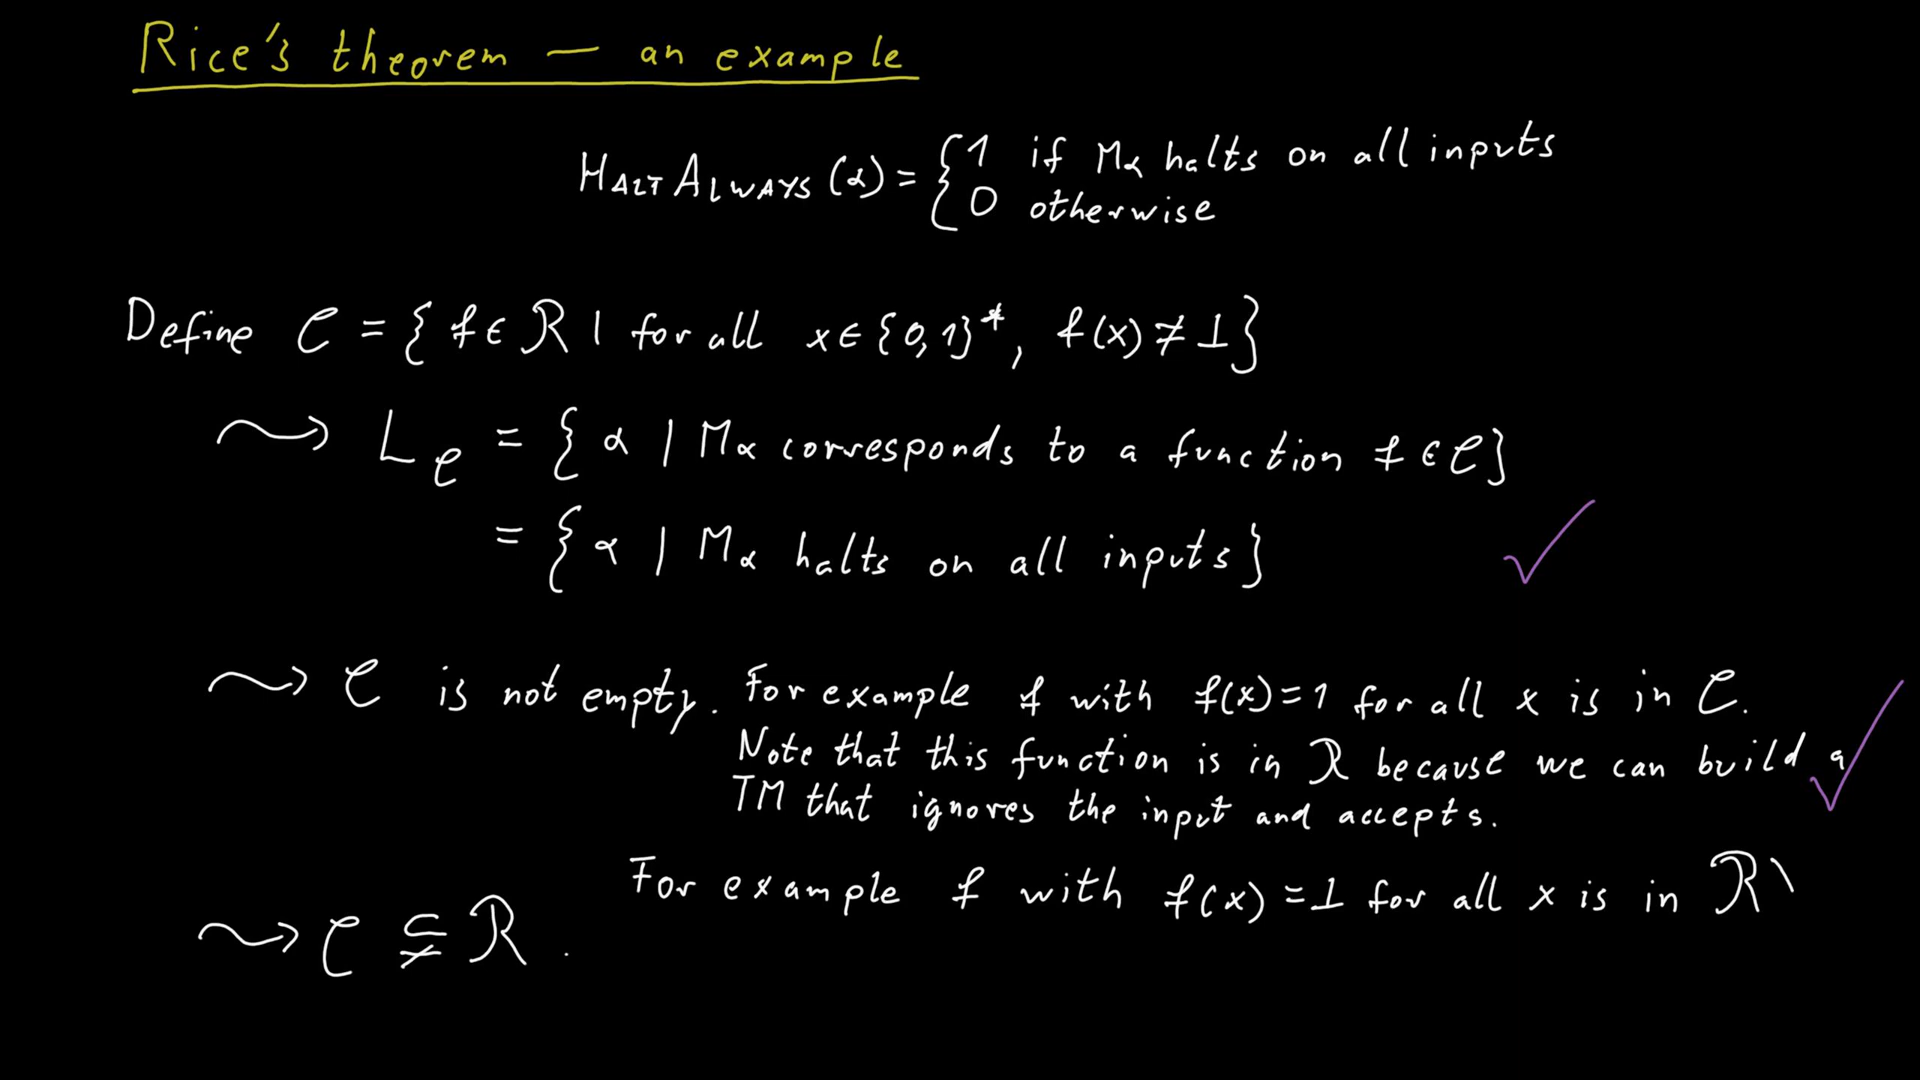 Rice's theorem — an example
HALTALWAYS (α) = { 1 if Mα halts on all inputs
0 otherwise
Define C = { f ∈ R | for all x ∈ {0,1}*, f(x) ≠ ⊥ }
⇝ L_C = { α | Mα corresponds to a function f ∈ C }
= { α | Mα halts on all inputs } ✓
⇝ C is not empty. For example f with f(x) = 1 for all x is in C.
Note that this function is in R because we can build a ✓
TM that ignores the input and accepts.
For example f with f(x) = ⊥ for all x is in R \
⇝ C ⊊ R .